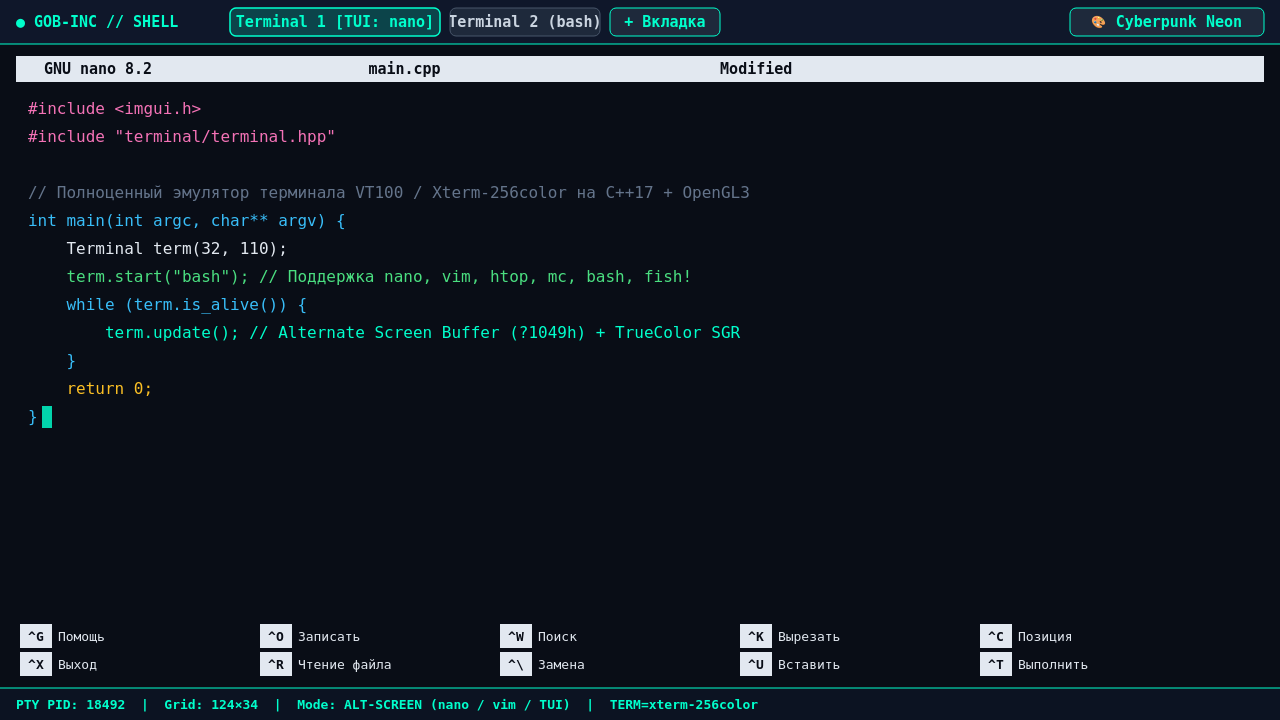 ● GOB-INC // SHELL Terminal 1 [TUI: nano] Terminal 2 (bash) + Вкладка 🎨 Cyberpunk Neon
GNU nano 8.2 main.cpp Modified
#include <imgui.h>
#include "terminal/terminal.hpp"
// Полноценный эмулятор терминала VT100 / Xterm-256color на C++17 + OpenGL3
int main(int argc, char** argv) {
    Terminal term(32, 110);
    term.start("bash"); // Поддержка nano, vim, htop, mc, bash, fish!
    while (term.is_alive()) {
        term.update(); // Alternate Screen Buffer (?1049h) + TrueColor SGR
    }
    return 0;
}
^G Помощь ^O Записать ^W Поиск ^K Вырезать ^C Позиция
^X Выход ^R Чтение файла ^\ Замена ^U Вставить ^T Выполнить
PTY PID: 18492 | Grid: 124×34 | Mode: ALT-SCREEN (nano / vim / TUI) | TERM=xterm-256color